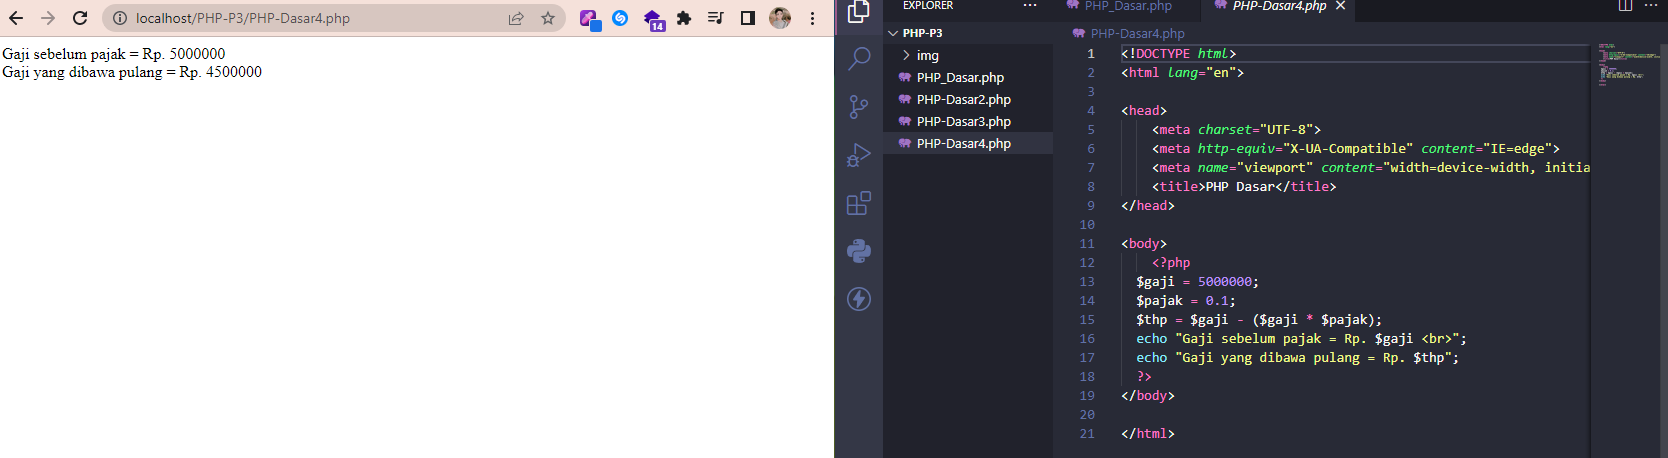 localhost/PHP-P3/PHP-Dasar4.php
14
Gaji sebelum pajak = Rp. 5000000
Gaji yang dibawa pulang = Rp. 4500000
EXPLORER
PHP-P3
img
PHP_Dasar.php
PHP-Dasar2.php
PHP-Dasar3.php
PHP-Dasar4.php
PHP_Dasar.php
PHP-Dasar4.php
PHP-Dasar4.php
1 <!DOCTYPE html>
2 <html lang="en">
3
4 <head>
5 <meta charset="UTF-8">
6 <meta http-equiv="X-UA-Compatible" content="IE=edge">
7 <meta name="viewport" content="width=device-width, initia
8 <title>PHP Dasar</title>
9 </head>
10
11 <body>
12 <?php
13 $gaji = 5000000;
14 $pajak = 0.1;
15 $thp = $gaji - ($gaji * $pajak);
16 echo "Gaji sebelum pajak = Rp. $gaji <br>";
17 echo "Gaji yang dibawa pulang = Rp. $thp";
18 ?>
19 </body>
20
21 </html>